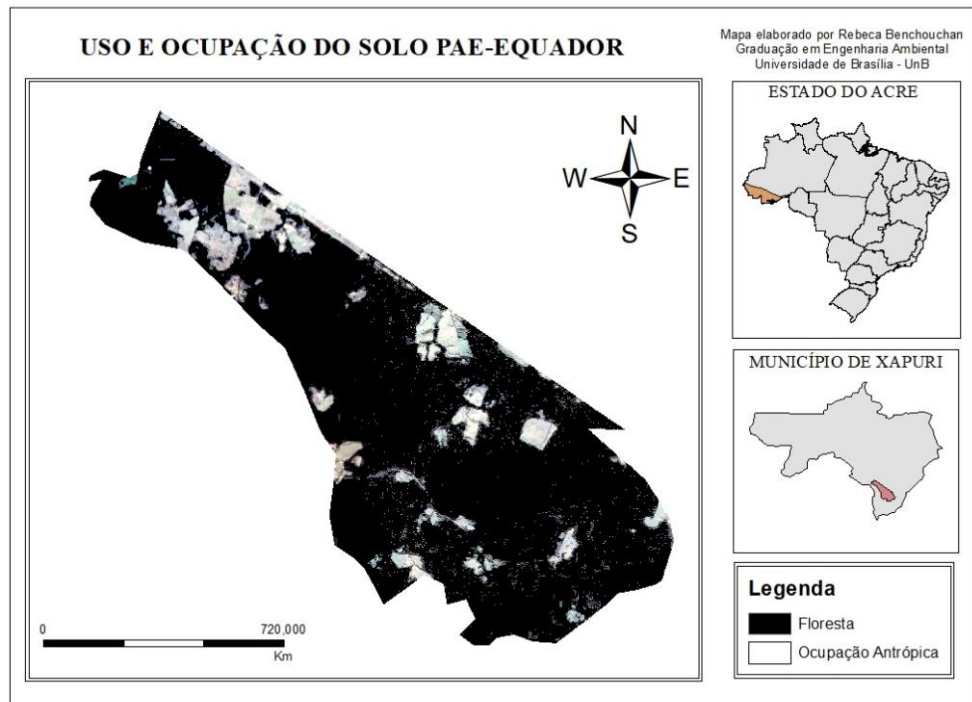 USO E OCUPAÇÃO DO SOLO PAE-EQUADOR
Mapa elaborado por Rebeca Benchouchan
Graduação em Engenharia Ambiental
Universidade de Brasília - UnB
N
W E
S
0 720,000
Km
ESTADO DO ACRE
MUNICÍPIO DE XAPURI
Legenda
Floresta
Ocupação Antrópica